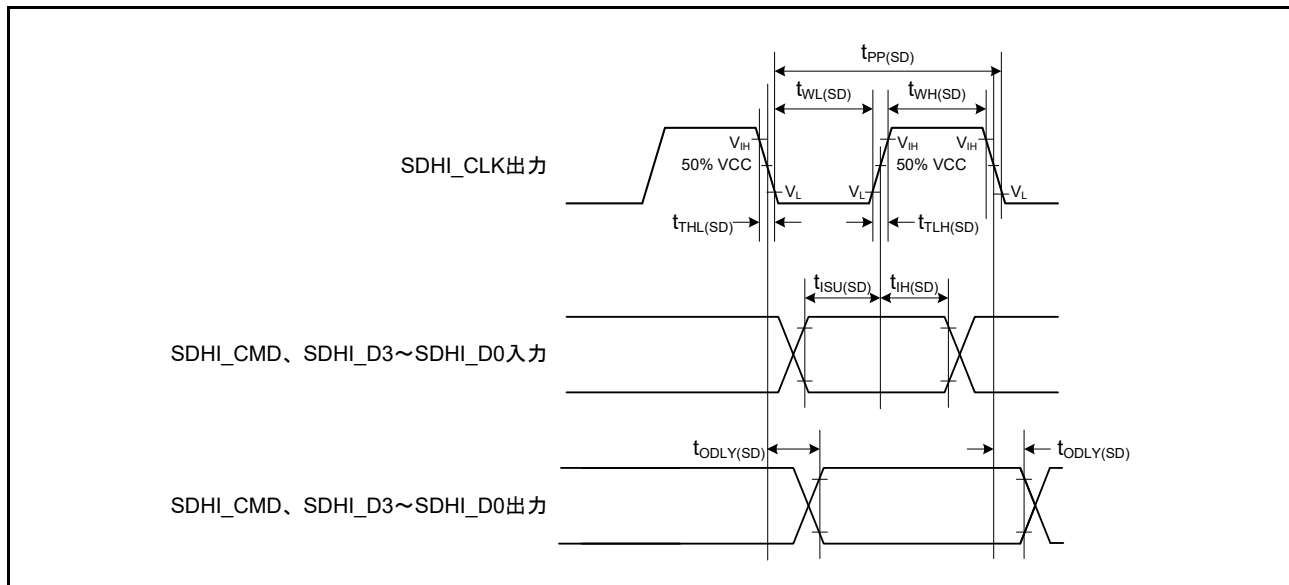 tPP(SD)
tWL(SD) tWH(SD)
VIH VIH VIH
SDHI_CLK出力 50% VCC 50% VCC
VL VL VL
tTHL(SD) tTLH(SD)
tISU(SD) tIH(SD)
SDHI_CMD、SDHI_D3～SDHI_D0入力
tODLY(SD) tODLY(SD)
SDHI_CMD、SDHI_D3～SDHI_D0出力